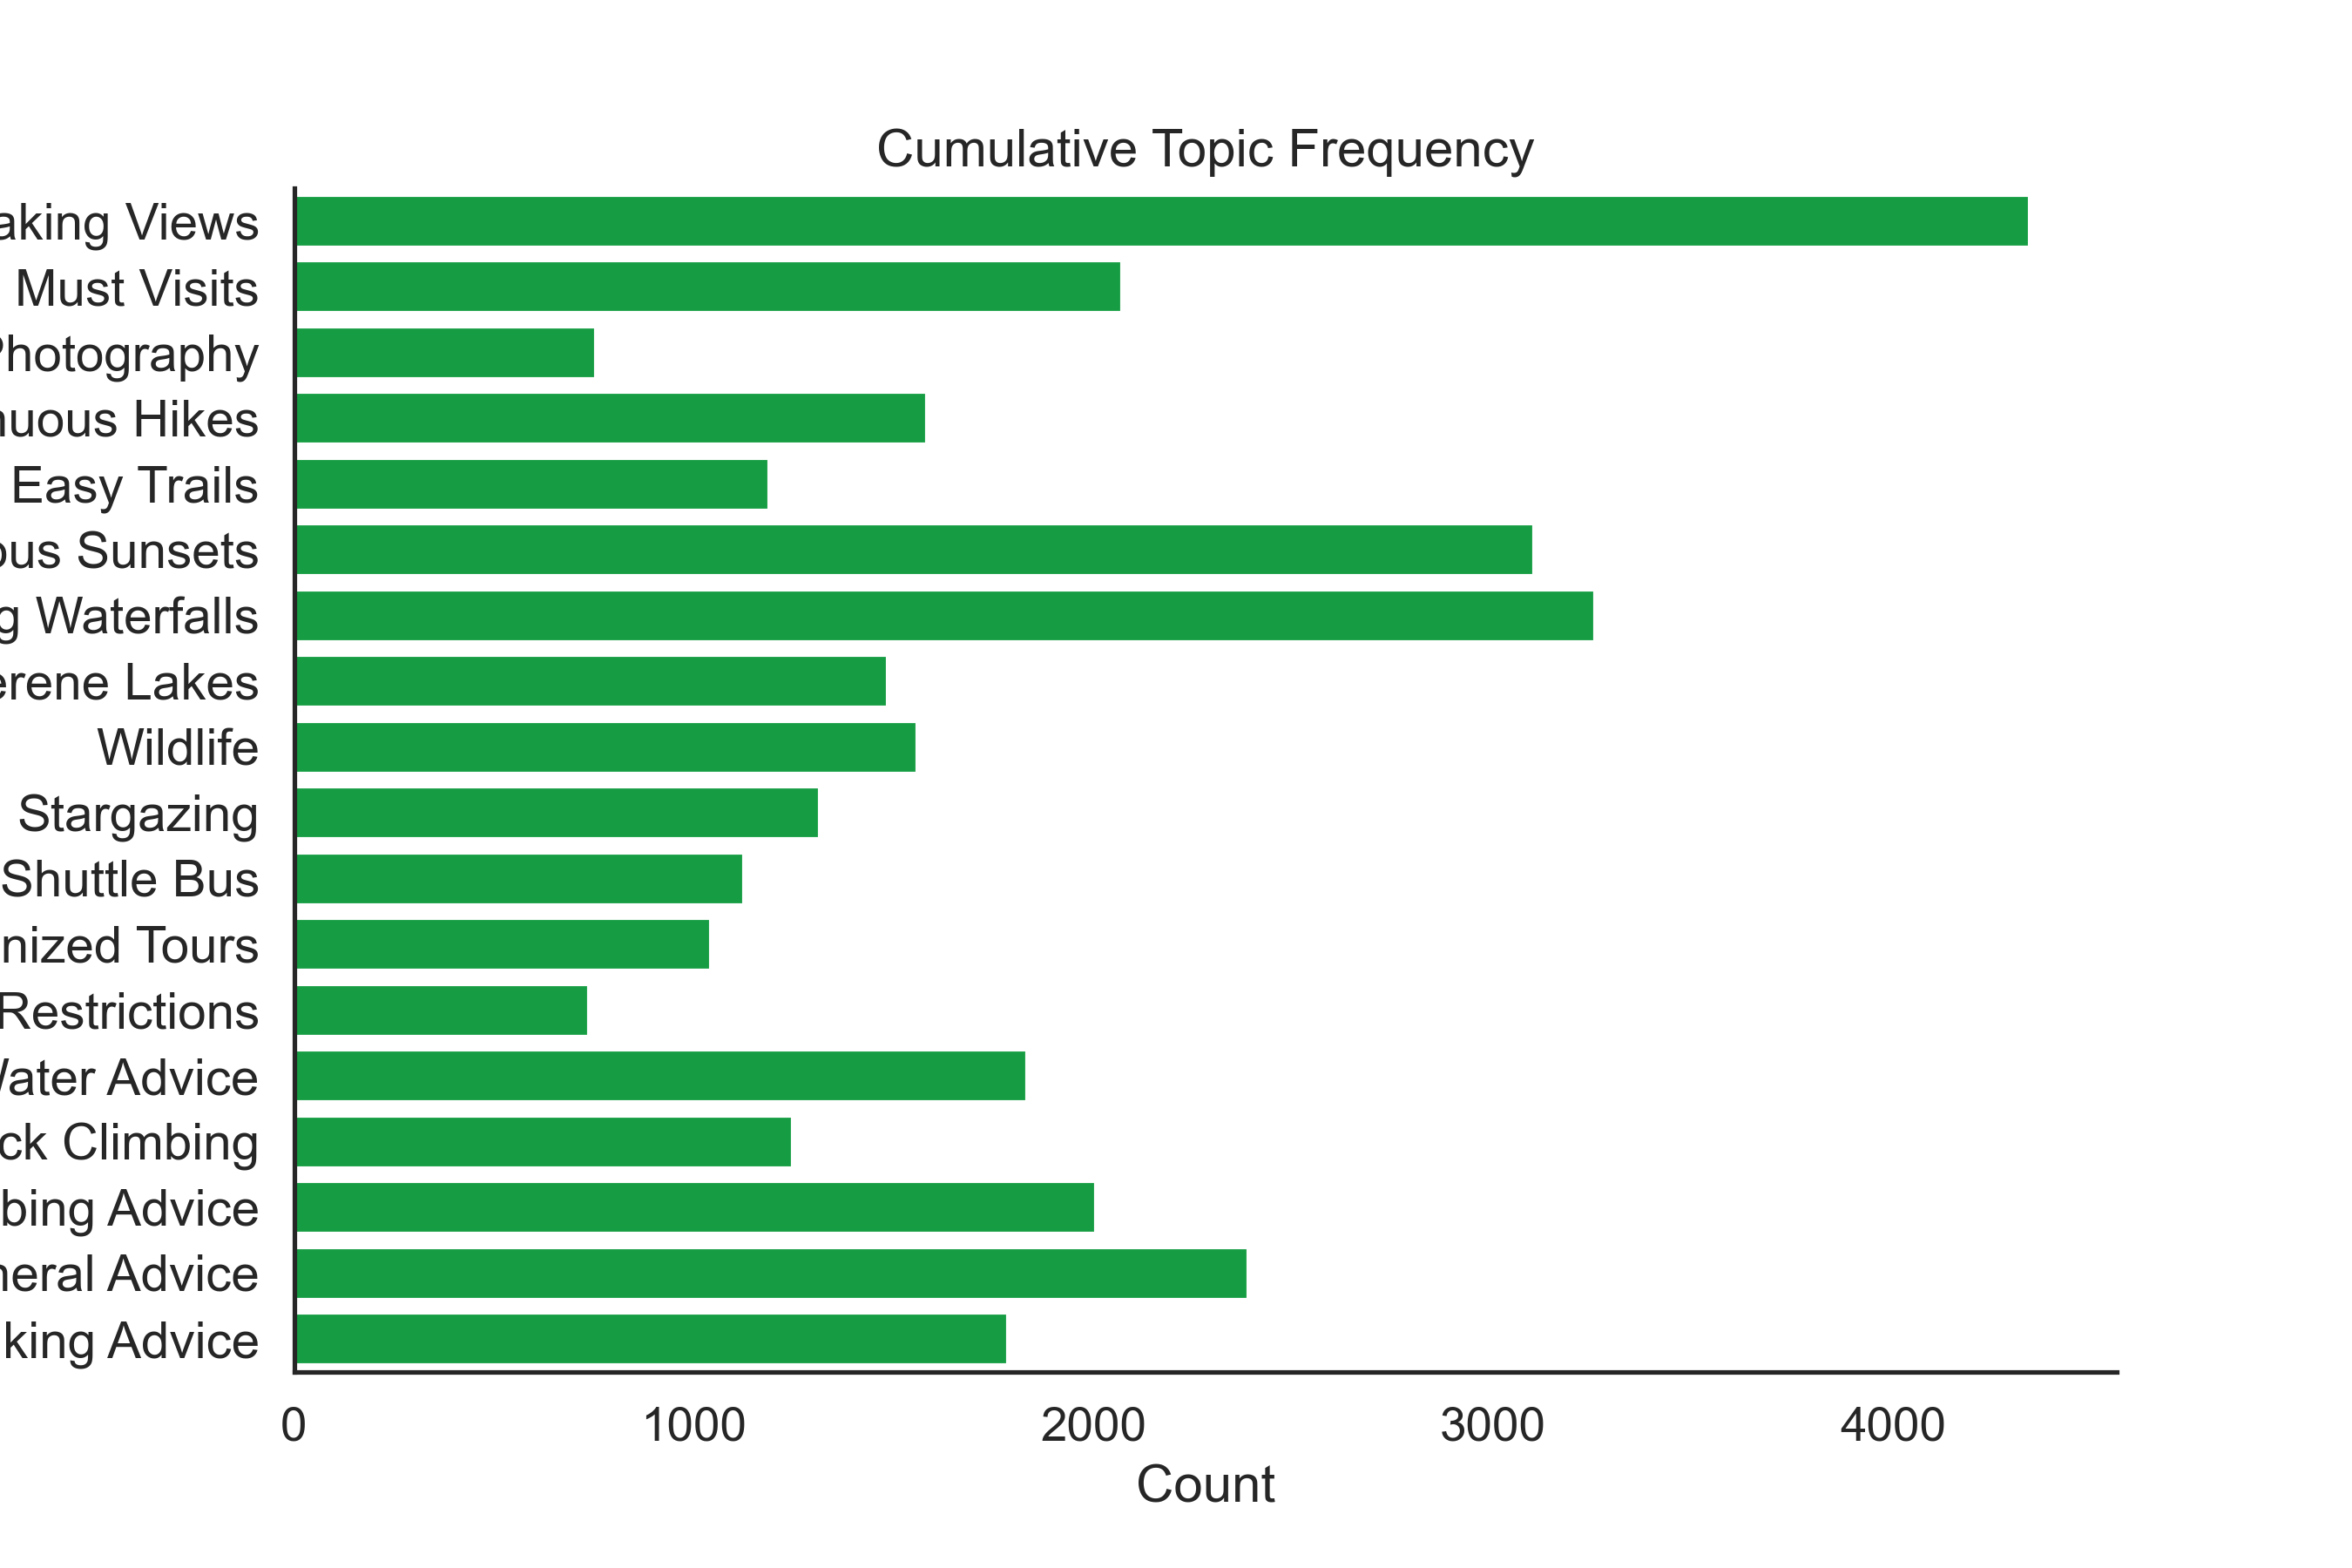 Cumulative Topic Frequency
aking Views
Must Visits
Photography
nuous Hikes
Easy Trails
ous Sunsets
g Waterfalls
erene Lakes
Wildlife
Stargazing
Shuttle Bus
nized Tours
Restrictions
Water Advice
ck Climbing
bing Advice
neral Advice
king Advice
0 1000 2000 3000 4000
Count